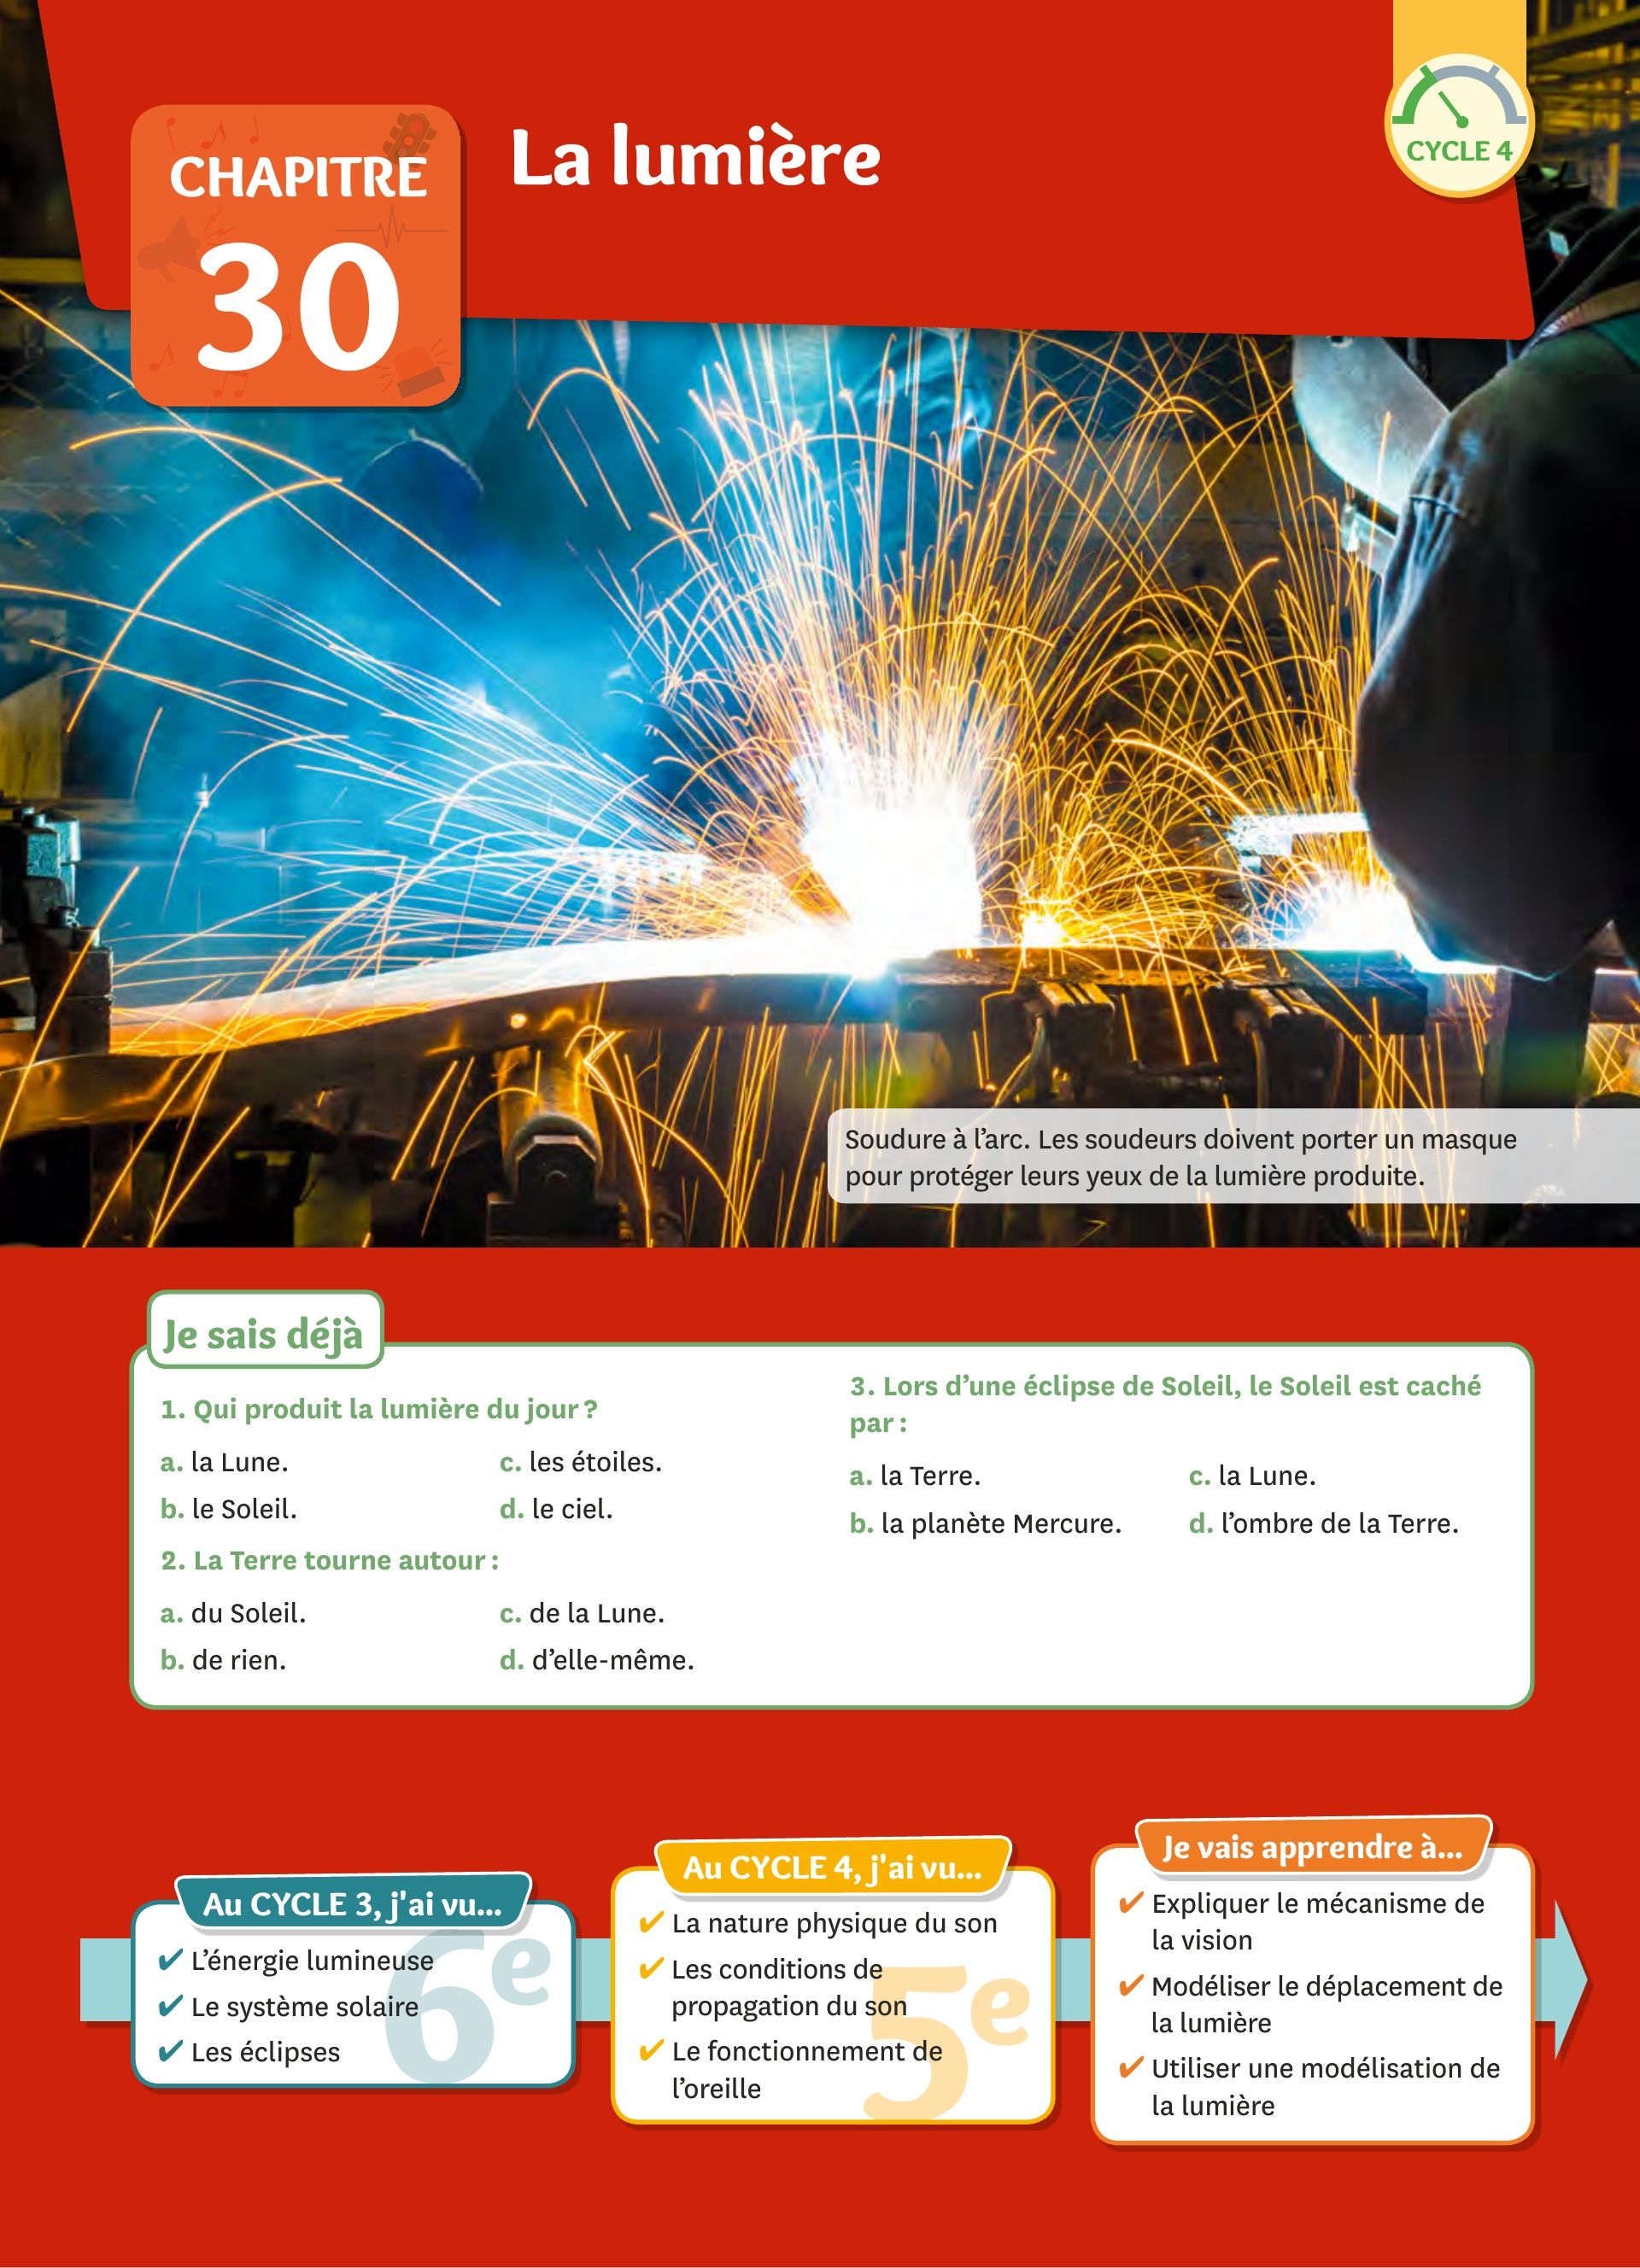 CHAPITRE
30
La lumière
CYCLE 4
Soudure à l’arc. Les soudeurs doivent porter un masque
pour protéger leurs yeux de la lumière produite.
Je sais déjà
1. Qui produit la lumière du jour ?
a. la Lune.
c. les étoiles.
b. le Soleil.
d. le ciel.
2. La Terre tourne autour :
a. du Soleil.
c. de la Lune.
b. de rien.
d. d’elle-même.
3. Lors d’une éclipse de Soleil, le Soleil est caché
par :
a. la Terre.
c. la Lune.
b. la planète Mercure.
d. l’ombre de la Terre.
Au CYCLE 3, j'ai vu...
✔ L’énergie lumineuse
✔ Le système solaire
✔ Les éclipses
6e
Au CYCLE 4, j'ai vu...
✔ La nature physique du son
✔ Les conditions de
propagation du son
✔ Le fonctionnement de
l’oreille
5e
Je vais apprendre à...
✔ Expliquer le mécanisme de
la vision
✔ Modéliser le déplacement de
la lumière
✔ Utiliser une modélisation de
la lumière